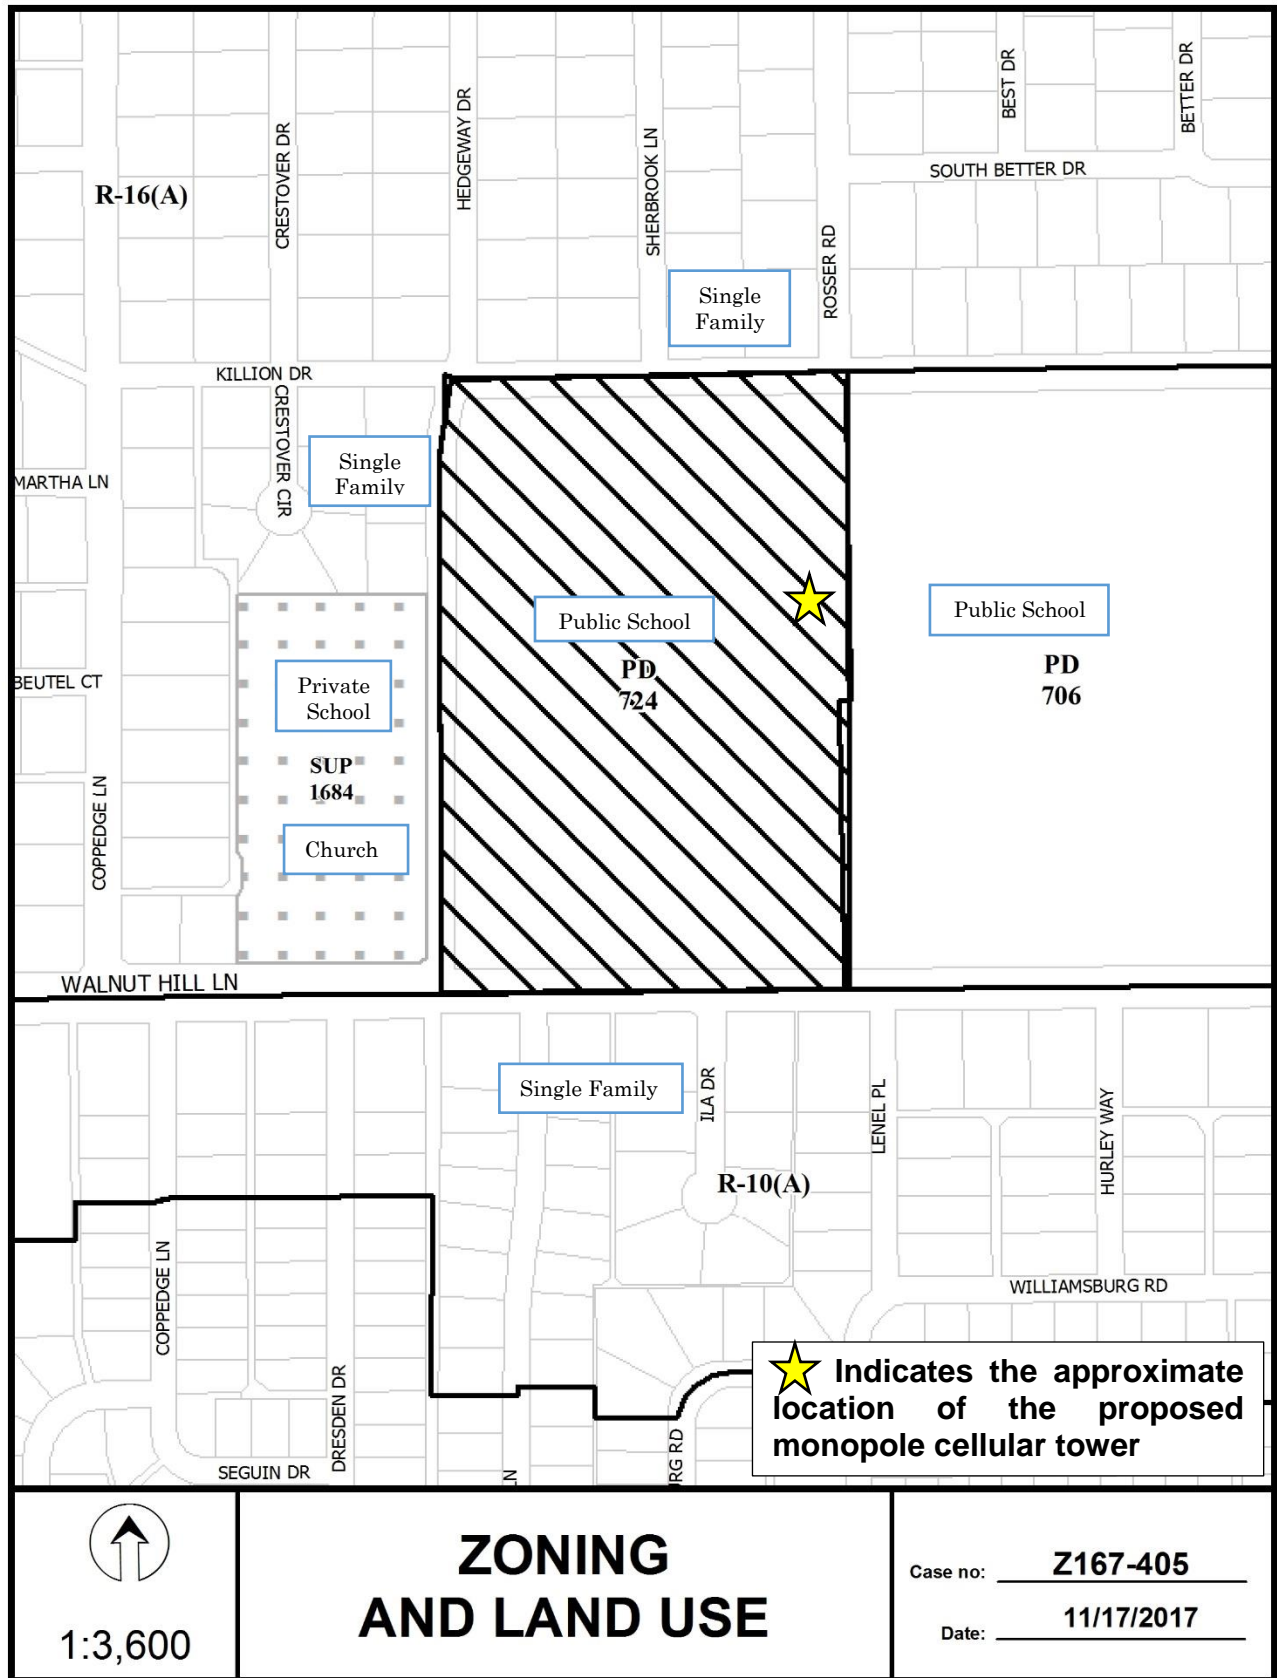 BEST DR
BETTER DR
HEDGEWAY DR
CRESTOVER DR
SHERBROOK LN
SOUTH BETTER DR
R-16(A)
ROSSER RD
Single
Family
KILLION DR
CRESTOVER CIR
Single
Family
MARTHA LN
Public School
Public School
PD
724
PD
706
BEUTEL CT
Private
School
SUP
1684
COPPEDGE LN
Church
WALNUT HILL LN
Single Family
ILA DR
LENEL PL
HURLEY WAY
R-10(A)
COPPEDGE LN
WILLIAMSBURG RD
DRESDEN DR
Indicates the approximate
location of the proposed
monopole cellular tower
SEGUIN DR
LN
URG RD
1:3,600
ZONING
AND LAND USE
Case no: Z167-405
Date: 11/17/2017